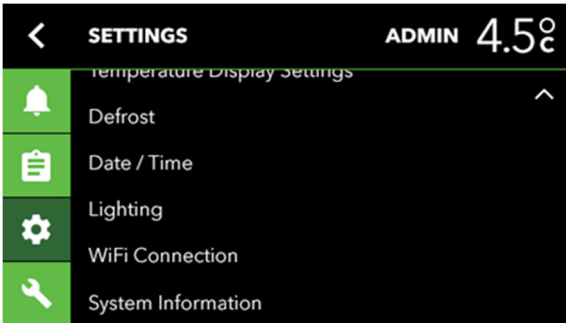 SETTINGS
ADMIN 4.5°C
Temperature Display Settings
Defrost
Date / Time
Lighting
WiFi Connection
System Information